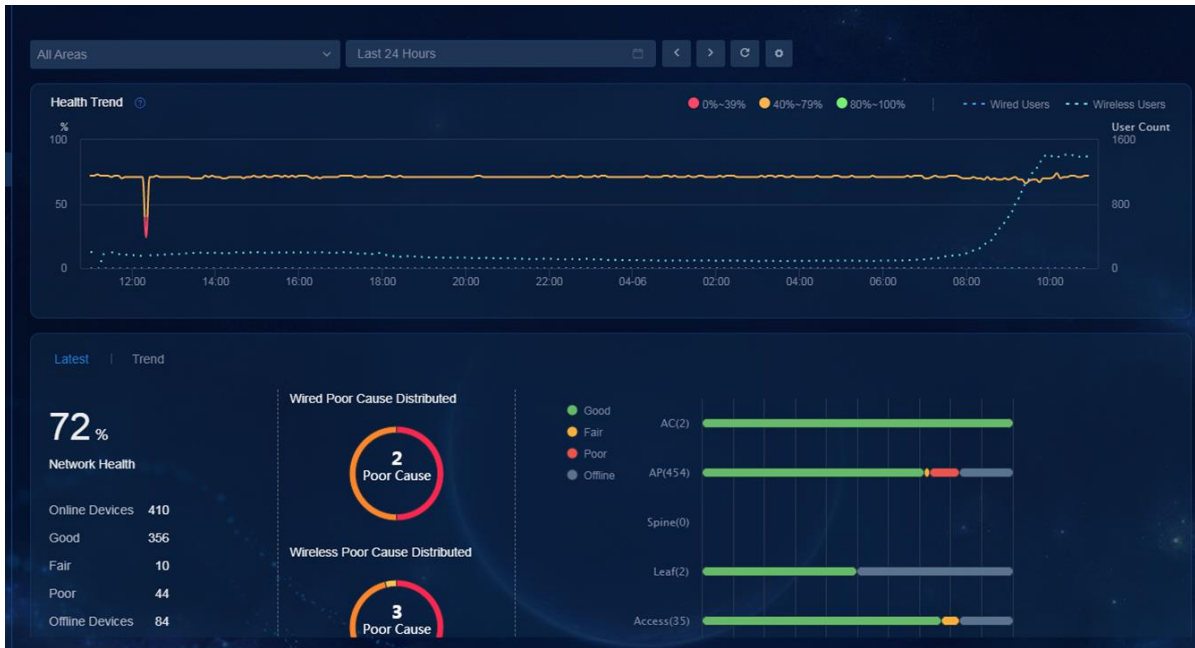 All Areas
Last 24 Hours
Health Trend
0%~39%
40%~79%
80%~100%
Wired Users
Wireless Users
%
User Count
100
1600
50
800
0
0
12:00
14:00
16:00
18:00
20:00
22:00
04-06
02:00
04:00
06:00
08:00
10:00
Latest
Trend
72 %
Network Health
Online Devices 410
Good 356
Fair 10
Poor 44
Offline Devices 84
Wired Poor Cause Distributed
2
Poor Cause
Wireless Poor Cause Distributed
3
Poor Cause
Good
Fair
Poor
Offline
AC(2)
AP(454)
Spine(0)
Leaf(2)
Access(35)